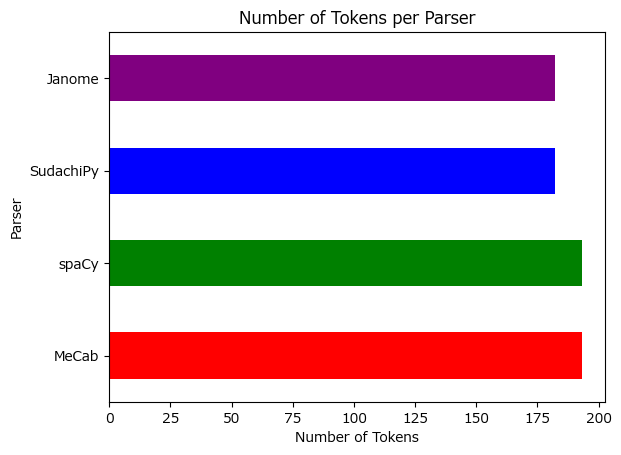 Number of Tokens per Parser
Janome
SudachiPy
spaCy
MeCab
Parser
0 25 50 75 100 125 150 175 200
Number of Tokens